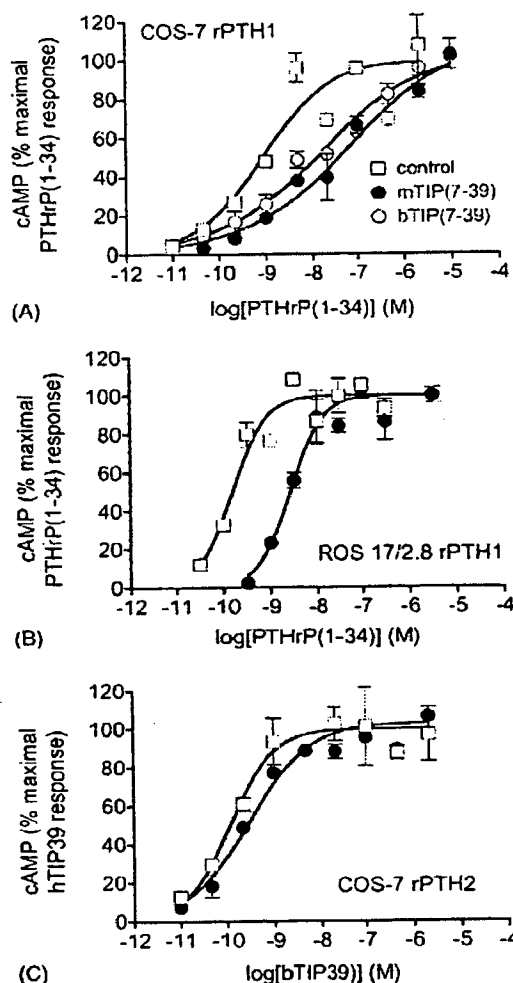 COS-7 rPTH1
cAMP (% maximal
PTHrP(1-34) response)
120
100
80
60
40
20
0
□ control
● mTIP(7-39)
○ bTIP(7-39)
-12 -11 -10 -9 -8 -7 -6 -5 -4
(A) log[PTHrP(1-34)] (M)
cAMP (% maximal
PTHrP(1-34) response)
120
100
80
60
40
20
0
ROS 17/2.8 rPTH1
-12 -11 -10 -9 -8 -7 -6 -5 -4
(B) log[PTHrP(1-34)] (M)
cAMP (% maximal
hTIP39 response)
120
100
80
60
40
20
0
COS-7 rPTH2
-12 -11 -10 -9 -8 -7 -6 -5 -4
(C) log[bTIP39)] (M)